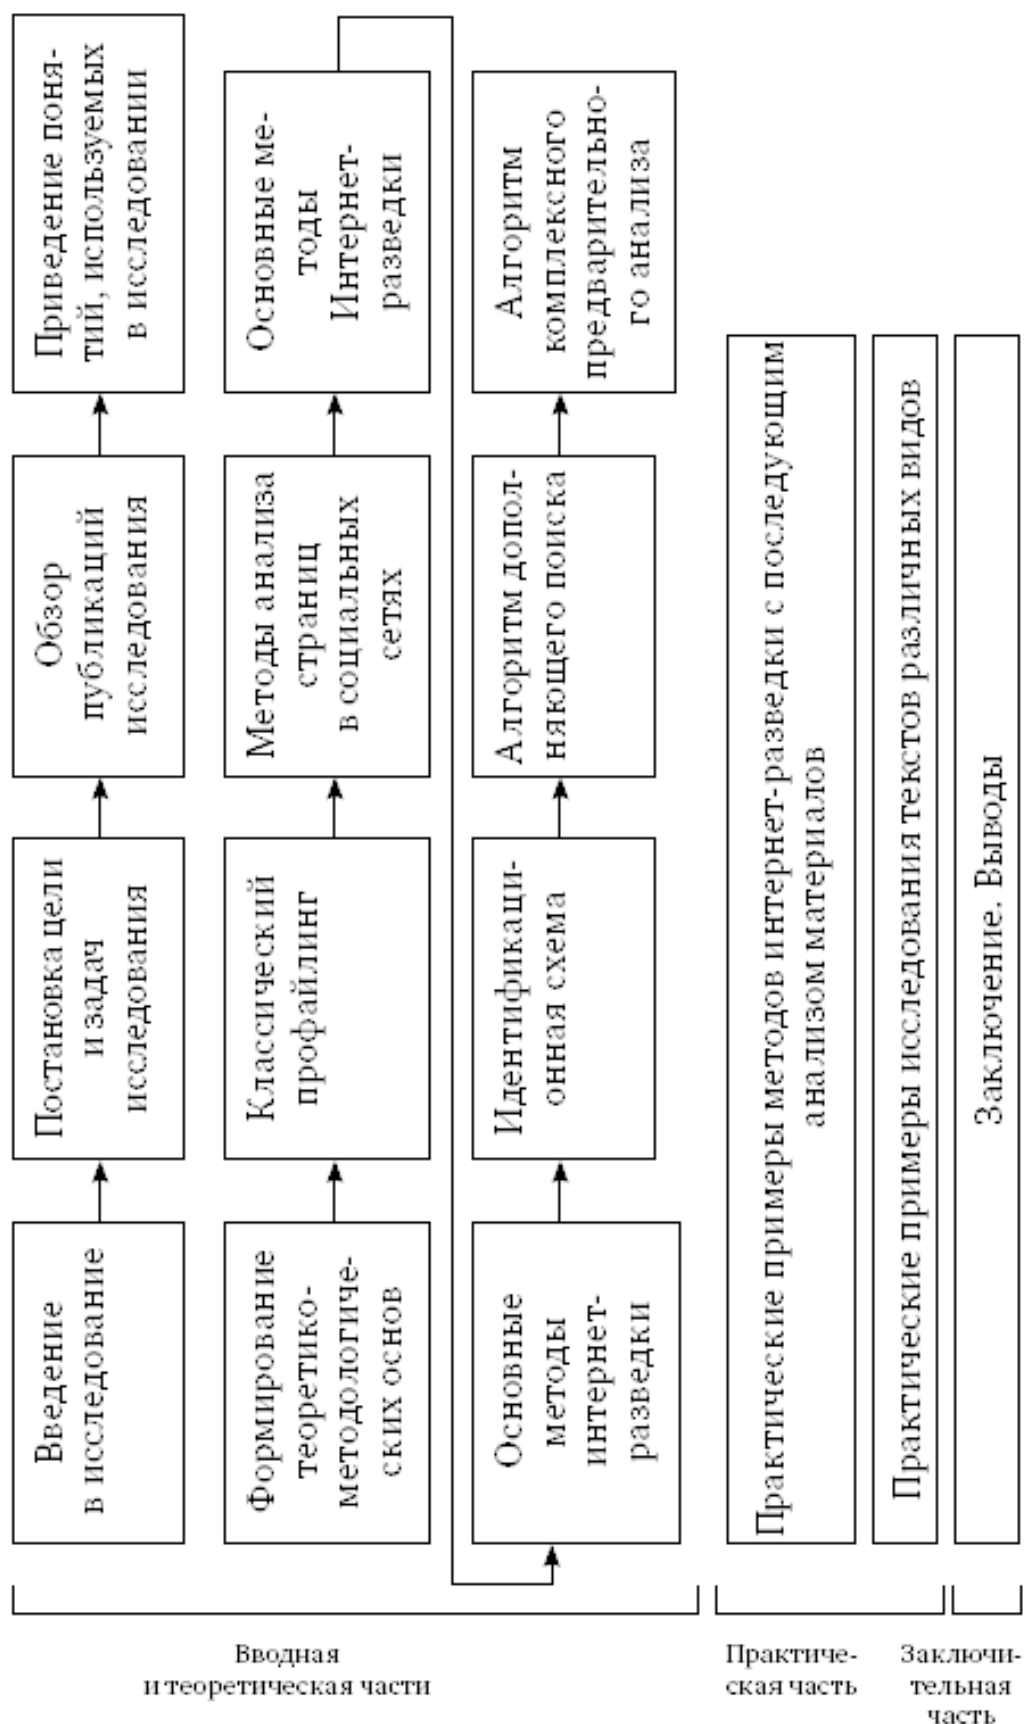 Введение
в исследование
Постановка цели
и задач
исследования
Обзор
публикаций
исследования
Приведение поня-
тий, используемых
в исследовании
Формирование
теоретико-
методологиче-
ских основ
Классический
профайлинг
Методы анализа
страниц
в социальных
сетях
Основные ме-
тоды
Интернет-
разведки
Основные
методы
интернет-
разведки
Идентификаци-
онная схема
Алгоритм допол-
няющего поиска
Алгоритм
комплексного
предварительно-
го анализа
Практические примеры методов интернет-разведки с последующим
анализом материалов
Практические примеры исследования текстов различных видов
Заключение. Выводы
Вводная
и теоретическая части
Практиче-
ская часть
Заключи-
тельная
часть